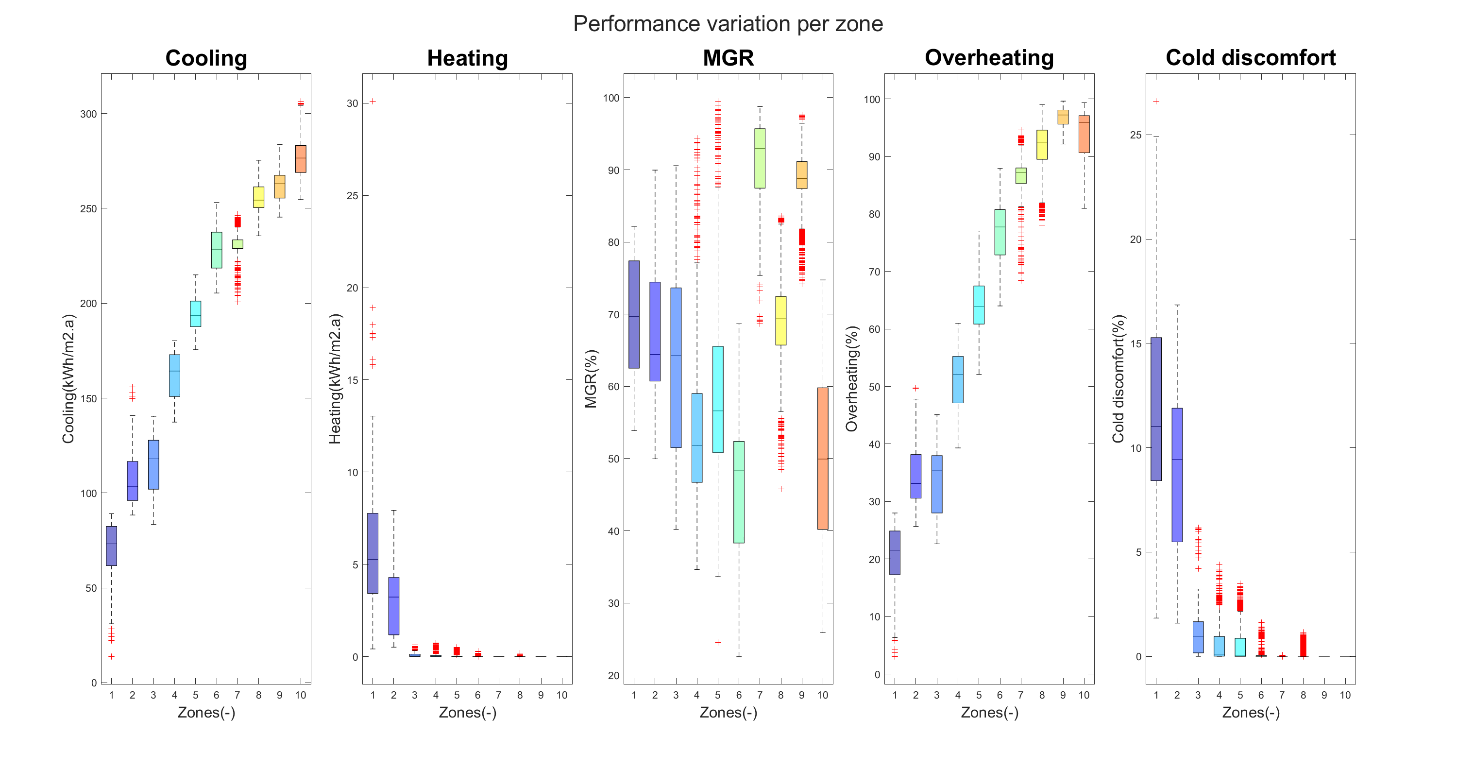 Performance variation per zone
Cooling
Heating
MGR
Overheating
Cold discomfort
Cooling(kWh/m2.a)
300
250
200
150
100
50
0
1 2 3 4 5 6 7 8 9 10
Zones(-)
Heating(kWh/m2.a)
30
25
20
15
10
5
0
1 2 3 4 5 6 7 8 9 10
Zones(-)
MGR(%)
100
90
80
70
60
50
40
30
20
1 2 3 4 5 6 7 8 9 10
Zones(-)
Overheating(%)
100
90
80
70
60
50
40
30
20
10
0
1 2 3 4 5 6 7 8 9 10
Zones(-)
Cold discomfort(%)
25
20
15
10
5
0
1 2 3 4 5 6 7 8 9 10
Zones(-)